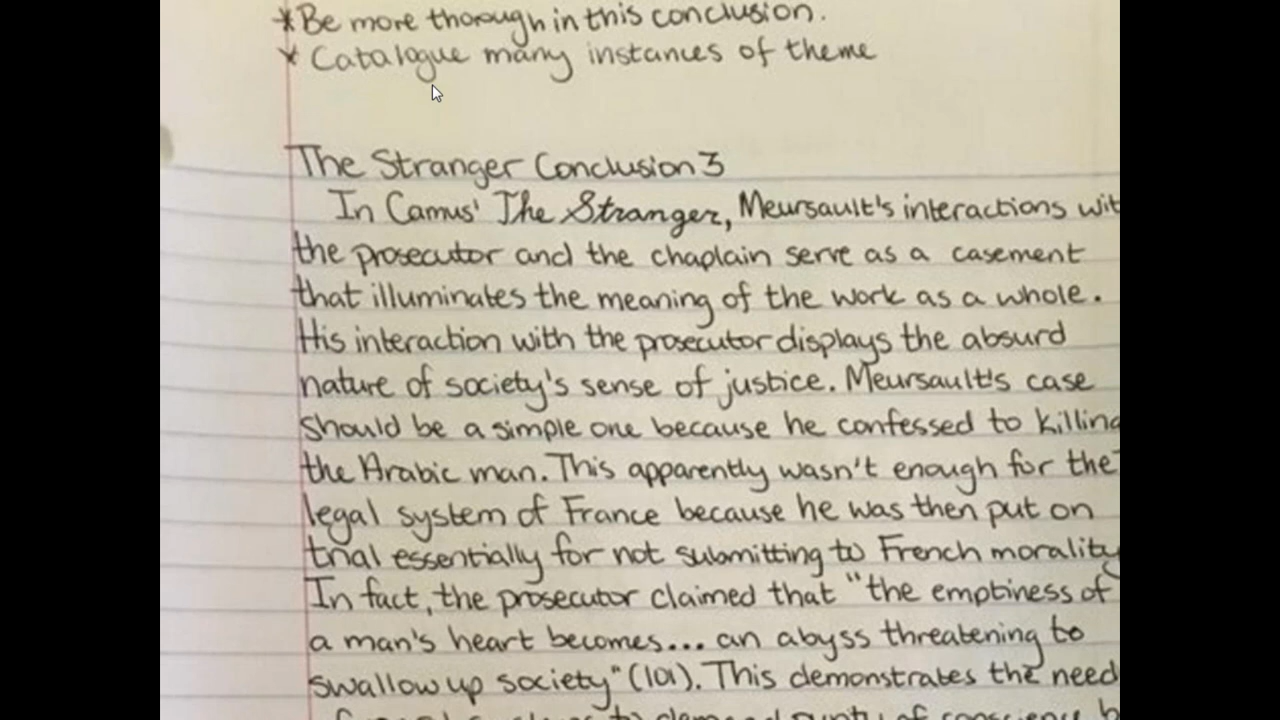 *Be more thorough in this conclusion.
* Catalogue many instances of theme
The Stranger Conclusion 3
In Camus' The Stranger, Meursault's interactions wit
the prosecutor and the chaplain serve as a casement
that illuminates the meaning of the work as a whole.
His interaction with the prosecutor displays the absurd
nature of society's sense of justice. Meursault's case
should be a simple one because he confessed to killing
the Arabic man. This apparently wasn't enough for the
legal system of France because he was then put on
trial essentially for not submitting to French morality
In fact, the prosecutor claimed that "the emptiness of
a man's heart becomes... an abyss threatening to
swallow up society" (101). This demonstrates the need
to demand purity of conscience